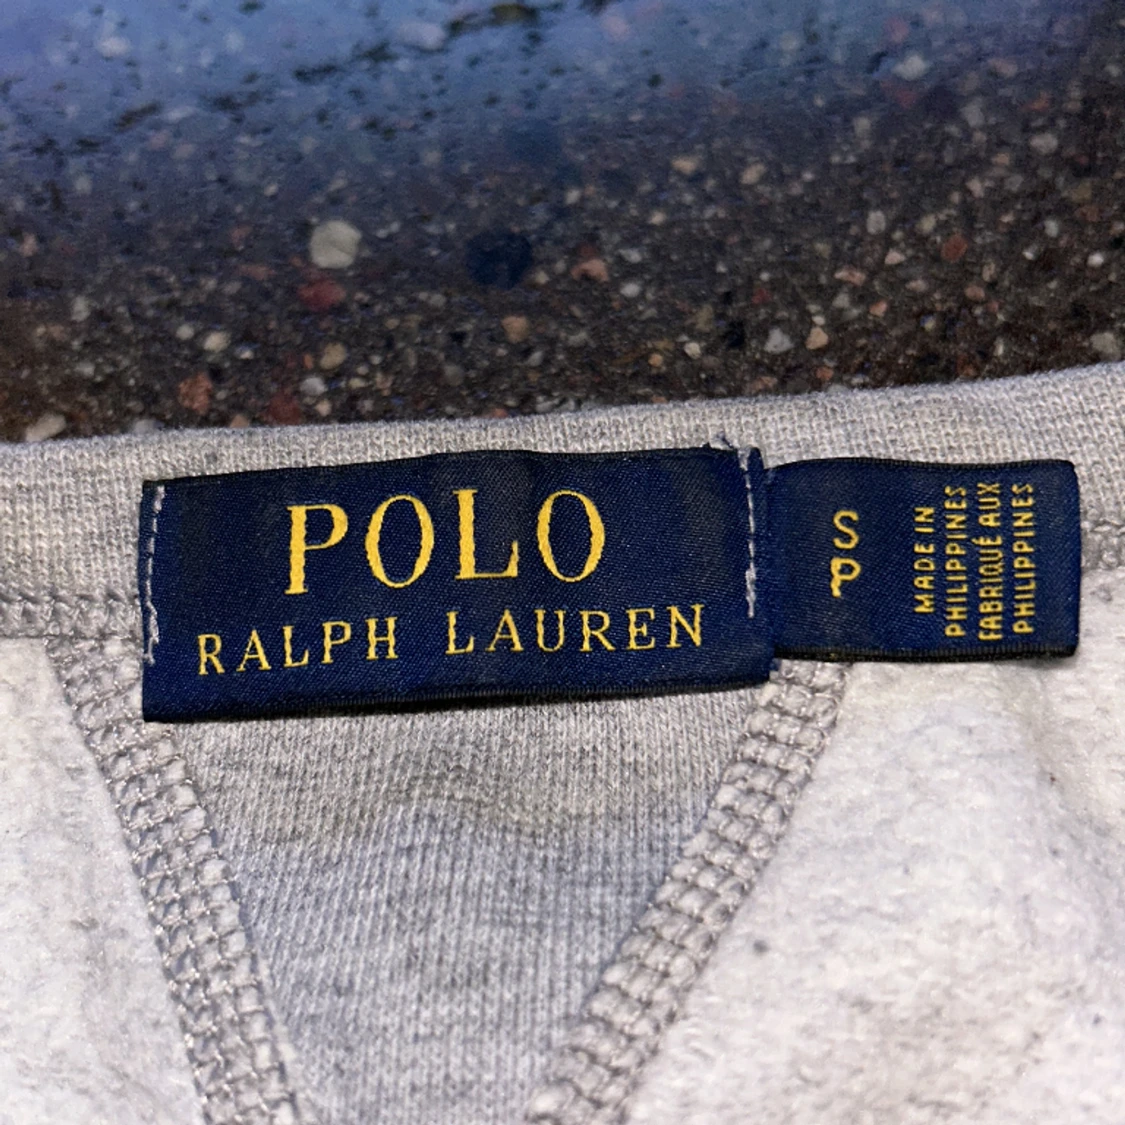 POLO
RALPH LAUREN
S
P
MADE IN
PHILIPPINES
FABRIQUÉ AUX
PHILIPPINES